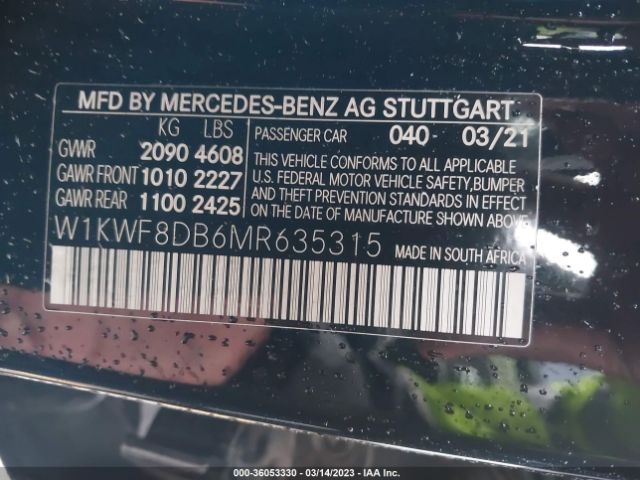 MFD BY MERCEDES-BENZ AG STUTTGART
KG LBS
GVWR 2090 4608
GAWR FRONT 1010 2227
GAWR REAR 1100 2425
PASSENGER CAR 040 03/21
THIS VEHICLE CONFORMS TO ALL APPLICABLE
U.S. FEDERAL MOTOR VEHICLE SAFETY,BUMPER
AND THEFT PREVENTION STANDARDS IN EFFECT
ON THE DATE OF MANUFACTURE SHOWN ABOVE.
W1KWF8DB6MR635315
MADE IN SOUTH AFRICA
000-36053330 — 03/14/2023 — IAAI.COM